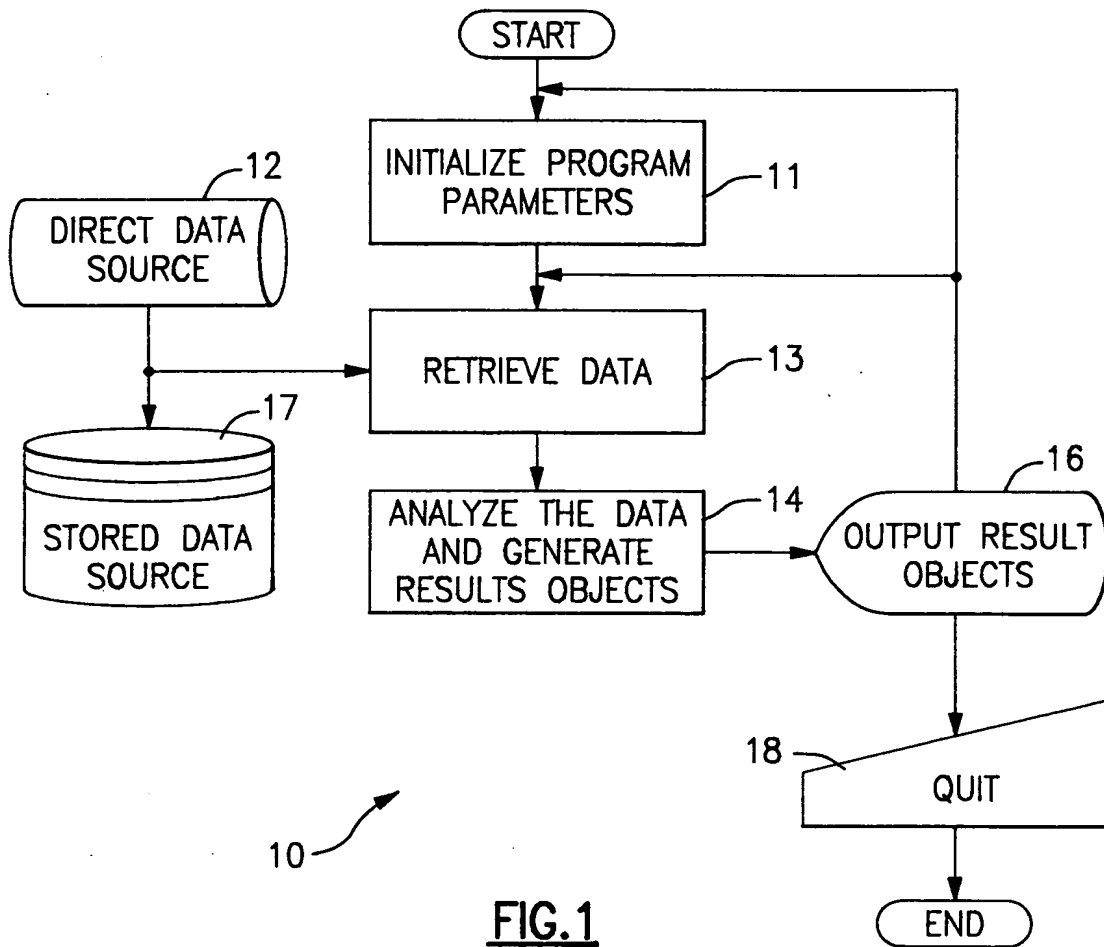 START
INITIALIZE PROGRAM
PARAMETERS
11
12
DIRECT DATA
SOURCE
RETRIEVE DATA
13
17
STORED DATA
SOURCE
ANALYZE THE DATA
AND GENERATE
RESULTS OBJECTS
14
16
OUTPUT RESULT
OBJECTS
18
QUIT
10
END
FIG.1